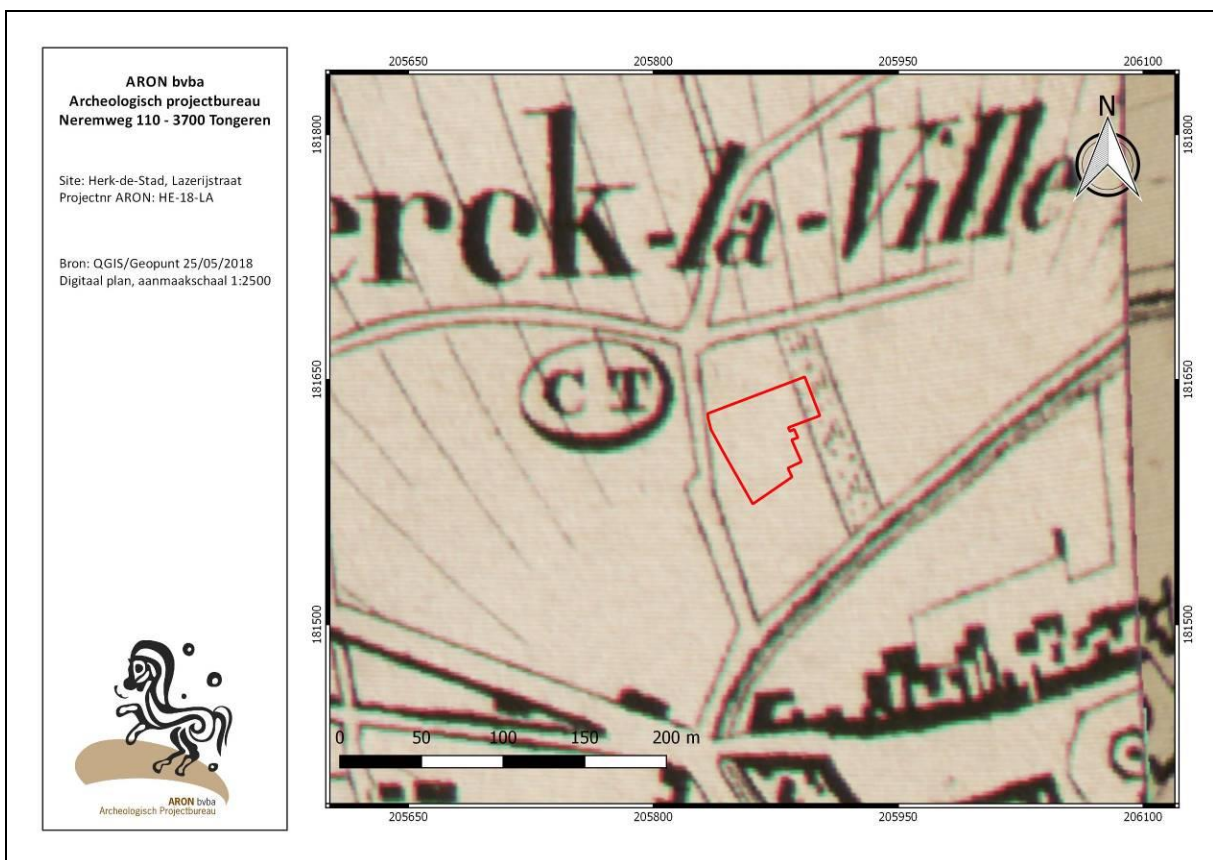 ARON bvba
Archeologisch projectbureau
Neremweg 110 - 3700 Tongeren
Site: Herk-de-Stad, Lazerijstraat
Projectnr ARON: HE-18-LA
Bron: QGIS/Geopunt 25/05/2018
Digitaal plan, aanmaakschaal 1:2500
ARON bvba
Archeologisch Projectbureau
205650 205800 205950 206100
181800 181800
N
erck-la-Ville
C T
181650 181650
181500 181500
0 50 100 150 200 m
205650 205800 205950 206100